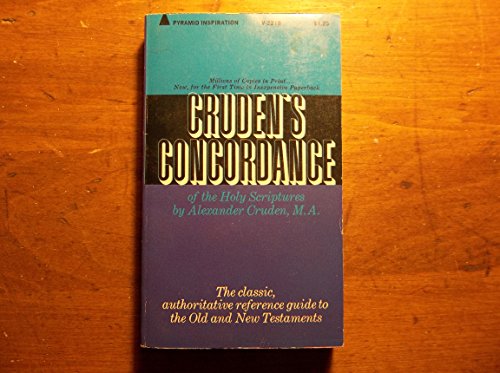 PYRAMID INSPIRATION V-2218 $1.25
Millions of Copies in Print...
Now, for the First Time, in Inexpensive Paperback
CRUDEN'S
CONCORDANCE
of the Holy Scriptures
by Alexander Cruden, M.A.
The classic,
authoritative reference guide to
the Old and New Testaments